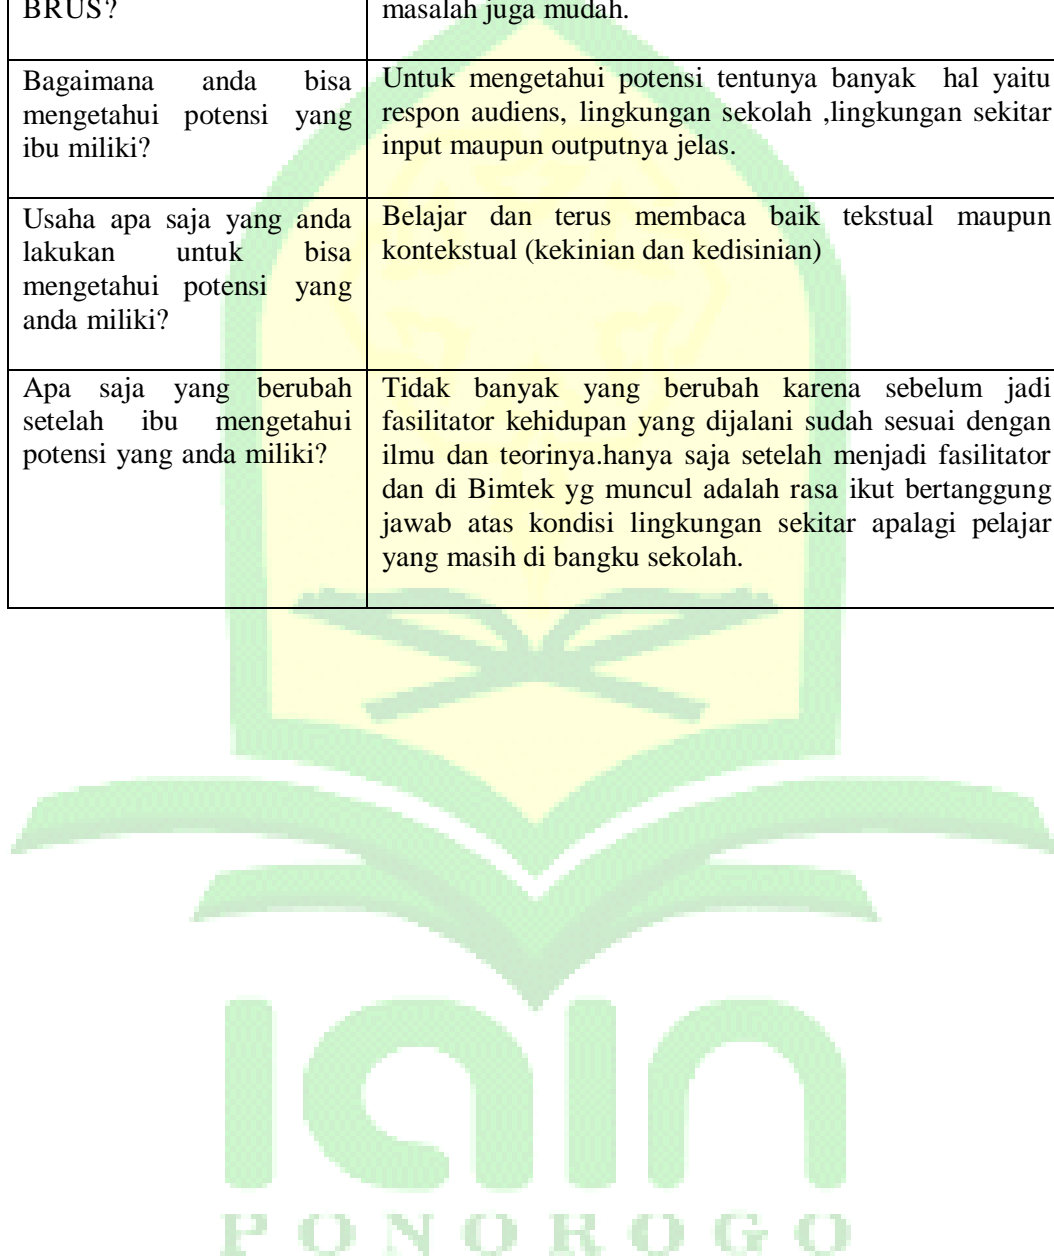 BRUS?
masalah juga mudah.
Bagaimana anda bisa
mengetahui potensi yang
ibu miliki?
Untuk mengetahui potensi tentunya banyak hal yaitu
respon audiens, lingkungan sekolah ,lingkungan sekitar
input maupun outputnya jelas.
Usaha apa saja yang anda
lakukan untuk bisa
mengetahui potensi yang
anda miliki?
Belajar dan terus membaca baik tekstual maupun
kontekstual (kekinian dan kedisinian)
Apa saja yang berubah
setelah ibu mengetahui
potensi yang anda miliki?
Tidak banyak yang berubah karena sebelum jadi
fasilitator kehidupan yang dijalani sudah sesuai dengan
ilmu dan teorinya.hanya saja setelah menjadi fasilitator
dan di Bimtek yg muncul adalah rasa ikut bertanggung
jawab atas kondisi lingkungan sekitar apalagi pelajar
yang masih di bangku sekolah.
iain
PONOROGO